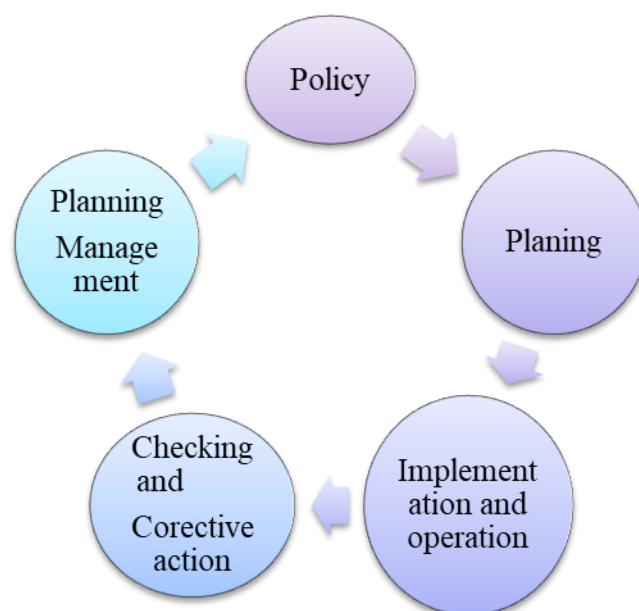 Policy
Planing
Implement
ation and
operation
Checking
and
Corective
action
Planning
Manage
ment